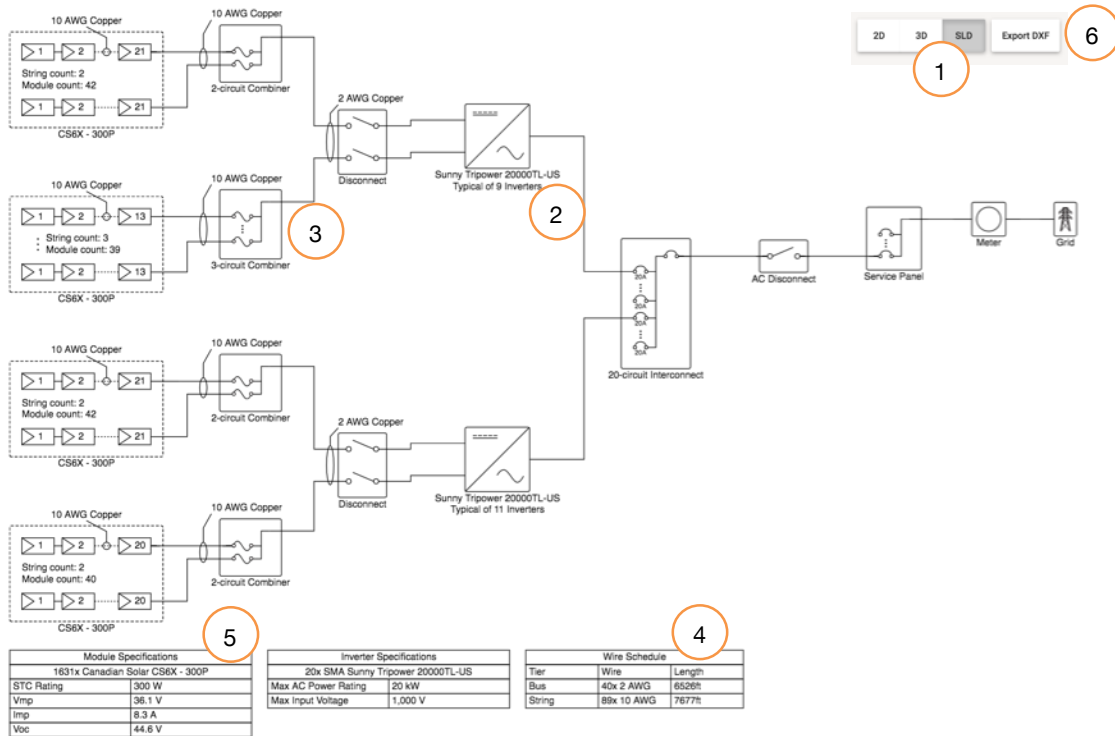 10 AWG Copper
10 AWG Copper
1 2 21
String count: 2
Module count: 42
1 2 21
CS6X - 300P
2-circuit Combiner
2 AWG Copper
Disconnect
Sunny Tripower 20000TL-US
Typical of 9 Inverters
2D 3D SLD Export DXF
1
6
2
10 AWG Copper
10 AWG Copper
1 2 13
String count: 3
Module count: 39
1 2 13
CS6X - 300P
3-circuit Combiner
3
20A
20A
20A
20A
20-circuit Interconnect
AC Disconnect
Service Panel
Meter
Grid
10 AWG Copper
10 AWG Copper
1 2 21
String count: 2
Module count: 42
1 2 21
CS6X - 300P
2-circuit Combiner
2 AWG Copper
Disconnect
Sunny Tripower 20000TL-US
Typical of 11 Inverters
10 AWG Copper
10 AWG Copper
1 2 20
String count: 2
Module count: 40
1 2 20
CS6X - 300P
2-circuit Combiner
5
4
Module Specifications
1631x Canadian Solar CS6X - 300P
STC Rating 300 W
Vmp 36.1 V
Imp 8.3 A
Voc 44.6 V
Inverter Specifications
20x SMA Sunny Tripower 20000TL-US
Max AC Power Rating 20 kW
Max Input Voltage 1,000 V
Wire Schedule
Tier Wire Length
Bus 40x 2 AWG 6526ft
String 89x 10 AWG 7677ft